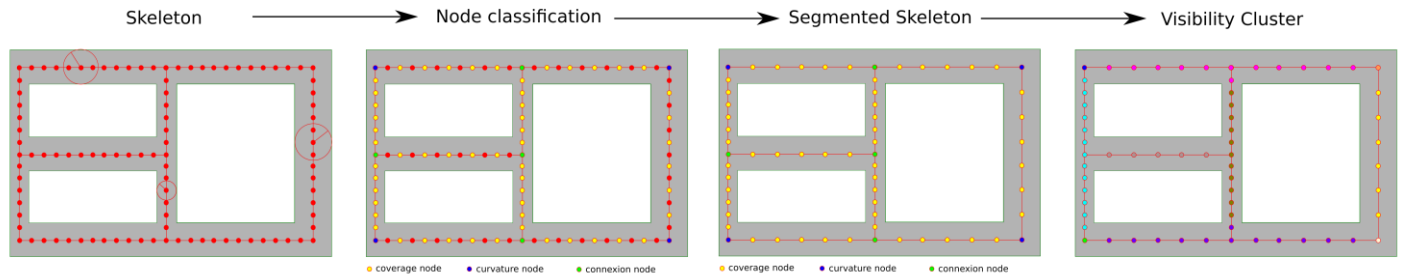 Skeleton
Node classification
Segmented Skeleton
Visibility Cluster
coverage node
curvature node
connexion node
coverage node
curvature node
connexion node